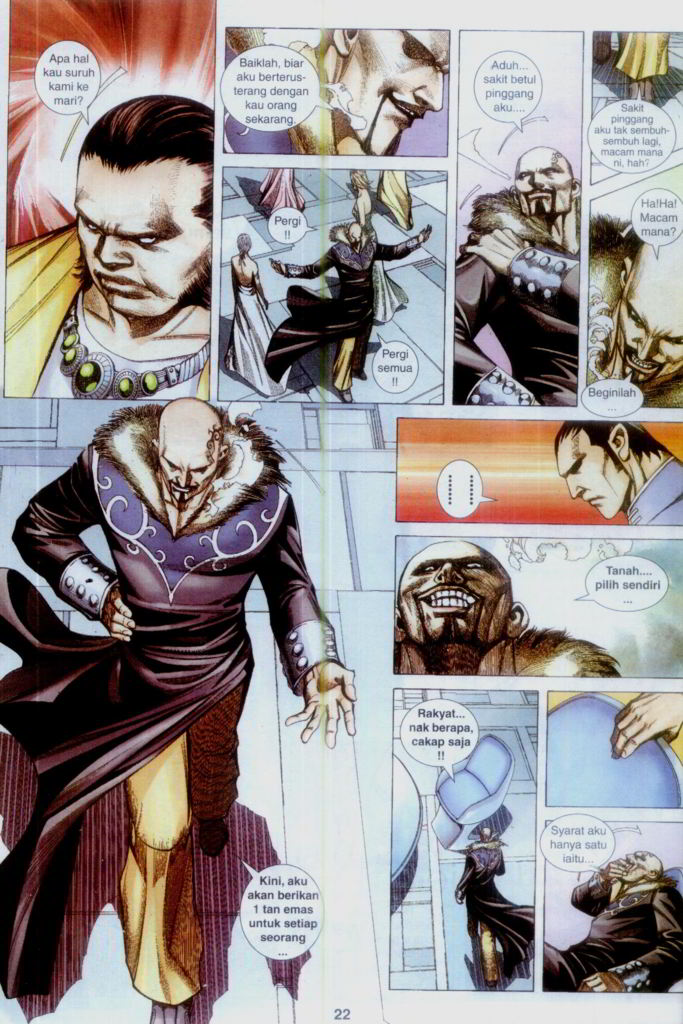 Apa hal
kau suruh
kami ke
mari?
Baiklah, biar
aku berterus-
terang dengan
kau orang
sekarang.
Pergi
!!
Pergi
semua
!!
Aduh...
sakit betul
pinggang
aku....
Sakit
pinggang
aku tak sembuh-
sembuh lagi,
macam mana
ni, hah?
Ha!Ha!
Macam
mana?
Beginilah
...
Kini, aku
akan berikan
1 tan emas
untuk setiap
seorang
...
Tanah....
pilih sendiri
...
Rakyat...
nak berapa,
cakap saja
!!
Syarat aku
hanya satu
iaitu...
22